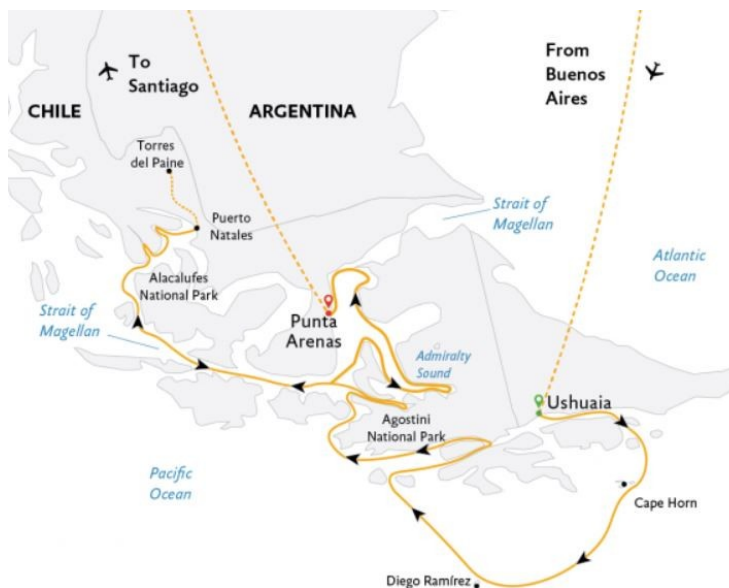 To
Santiago
From
Buenos
Aires
CHILE
ARGENTINA
Torres
del Paine
Puerto
Natales
Strait of
Magellan
Atlantic
Ocean
Alacalufes
National Park
Strait of
Magellan
Punta
Arenas
Admiralty
Sound
Ushuaia
Agostini
National Park
Pacific
Ocean
Cape Horn
Diego Ramírez